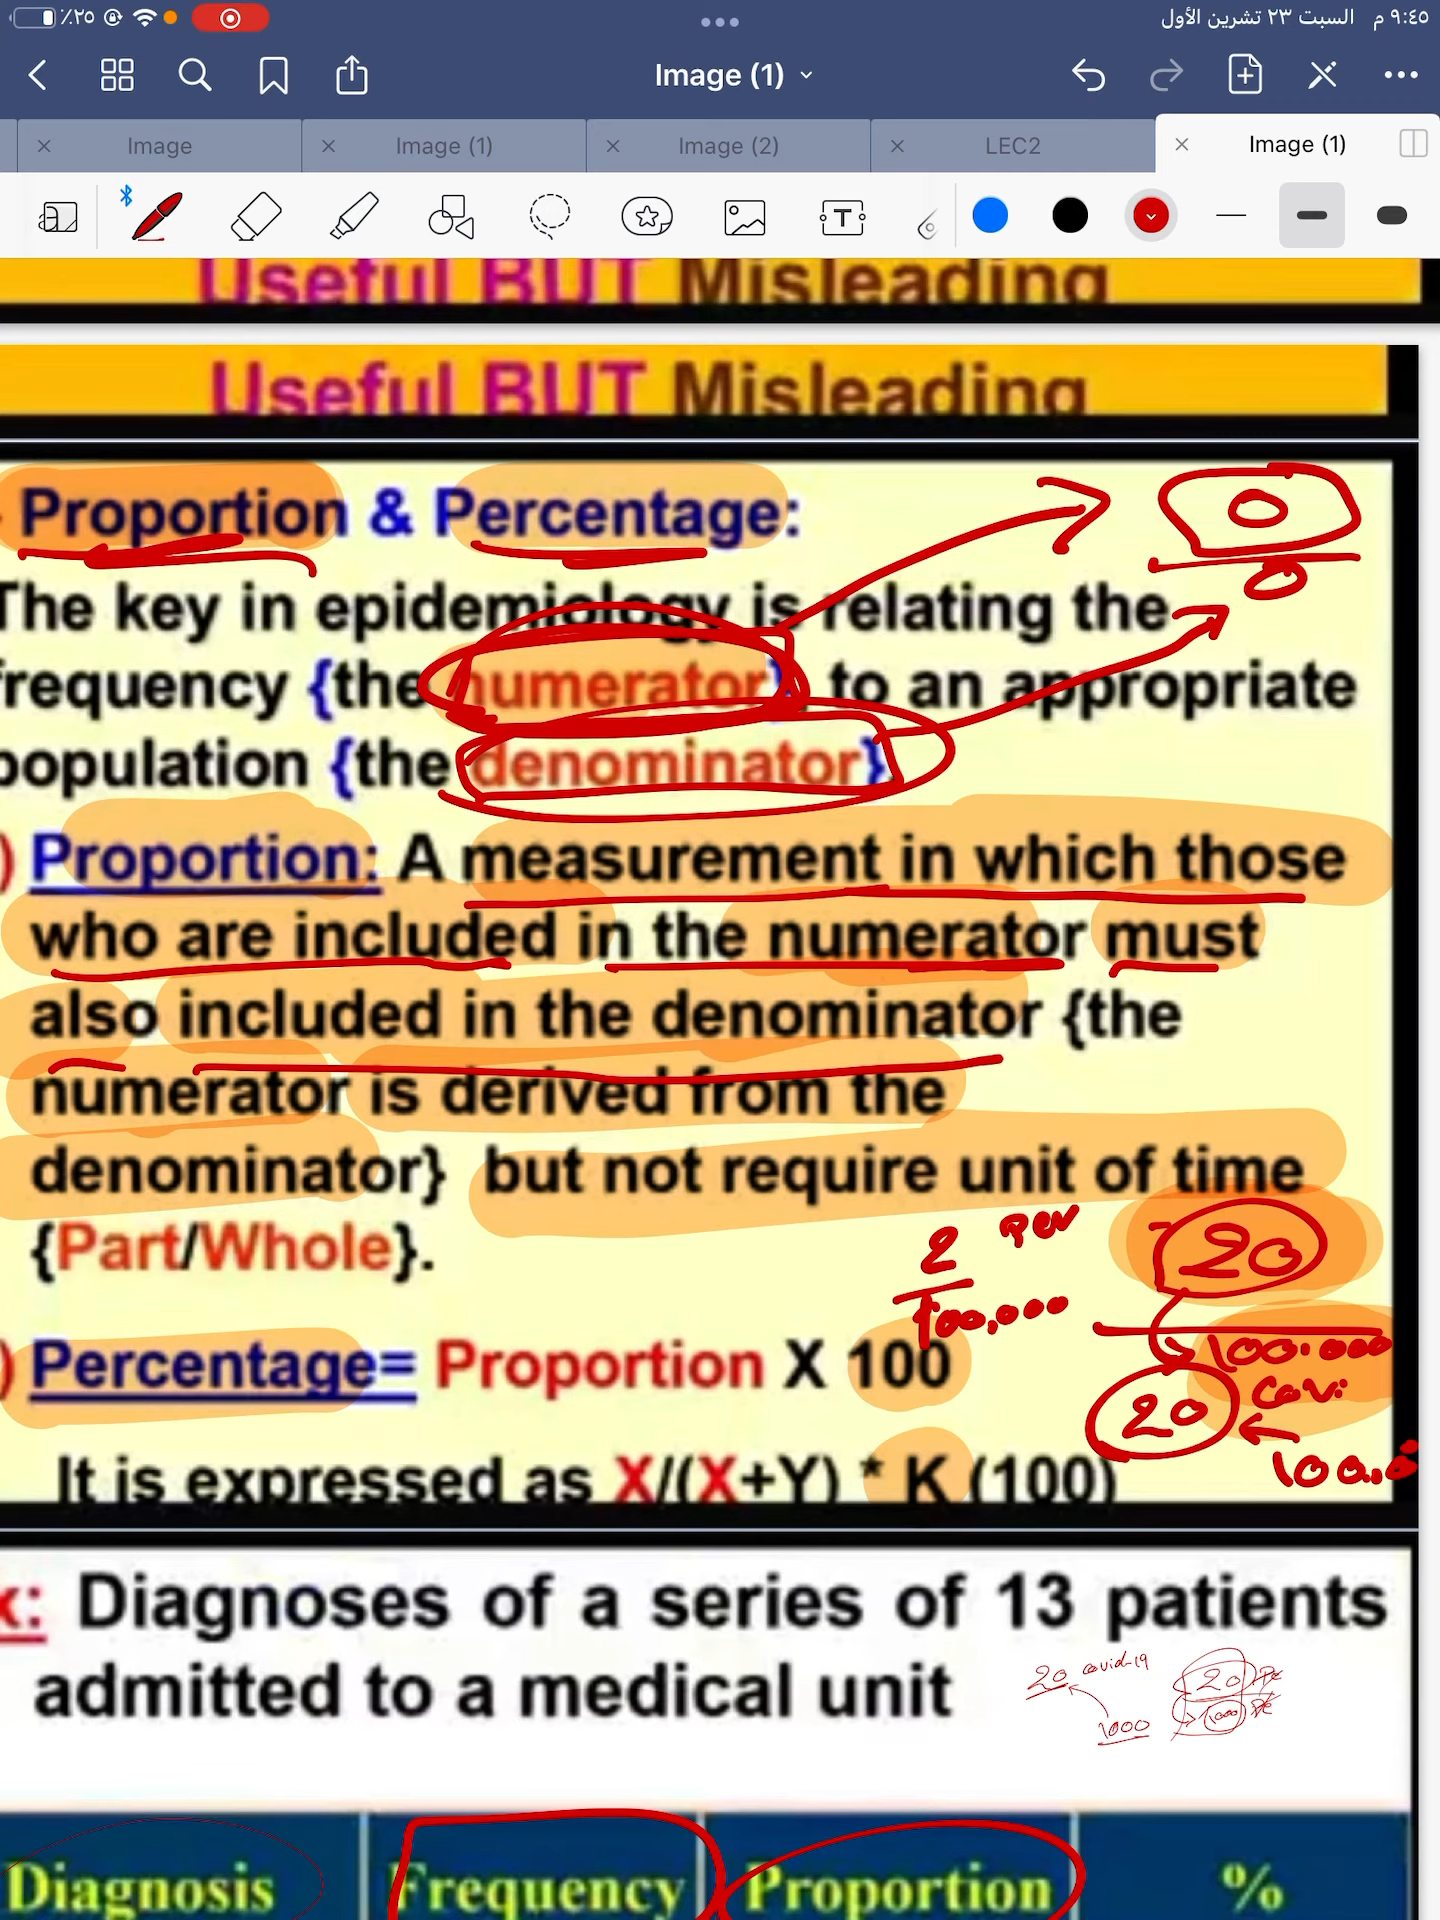 ٪٢٥
٩:٤٥ م السبت ٢٣ تشرين الأول
Image (1)
Image
Image (1)
Image (2)
LEC2
Image (1)
Useful BUT Misleading
Useful BUT Misleading
Proportion & Percentage:
The key in epidemiology is relating the
frequency {the numerator}, to an appropriate
population {the denominator}.
) Proportion: A measurement in which those
who are included in the numerator must
also included in the denominator {the
numerator is derived from the
denominator} but not require unit of time
{Part/Whole}.
2 per
100,000
20
100.000
) Percentage= Proportion X 100
20
It is expressed as X/(X+Y) * K (100)
x: Diagnoses of a series of 13 patients
admitted to a medical unit
20 covid-19
1000
20
1000
Diagnosis Frequency Proportion %